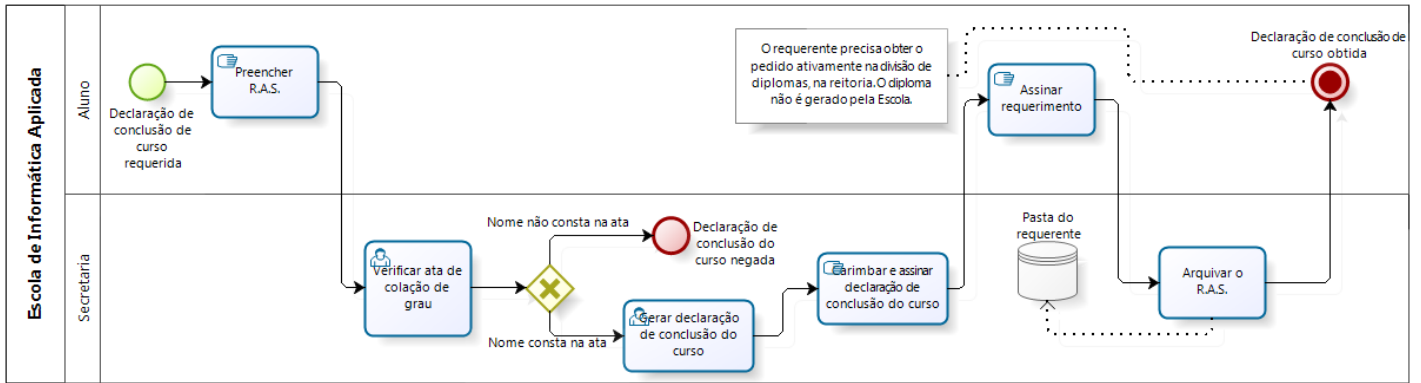 Escola de Informática Aplicada
Aluno
Declaração de
conclusão de
curso
requerida
Preencher
R.A.S.
O requerente precisa obter o
pedido ativamente na divisão de
diplomas, na reitoria.O diploma
não é gerado pela Escola.
Assinar
requerimento
Declaração de conclusão de
curso obtida
Secretaria
Verificar ata de
colação de
grau
Nome não consta na ata
Declaração de
conclusão do
curso negada
Nome consta na ata
Gerar declaração
de conclusão do
curso
Carimbar e assinar
declaração de
conclusão do curso
Pasta do
requerente
Arquivar o
R.A.S.